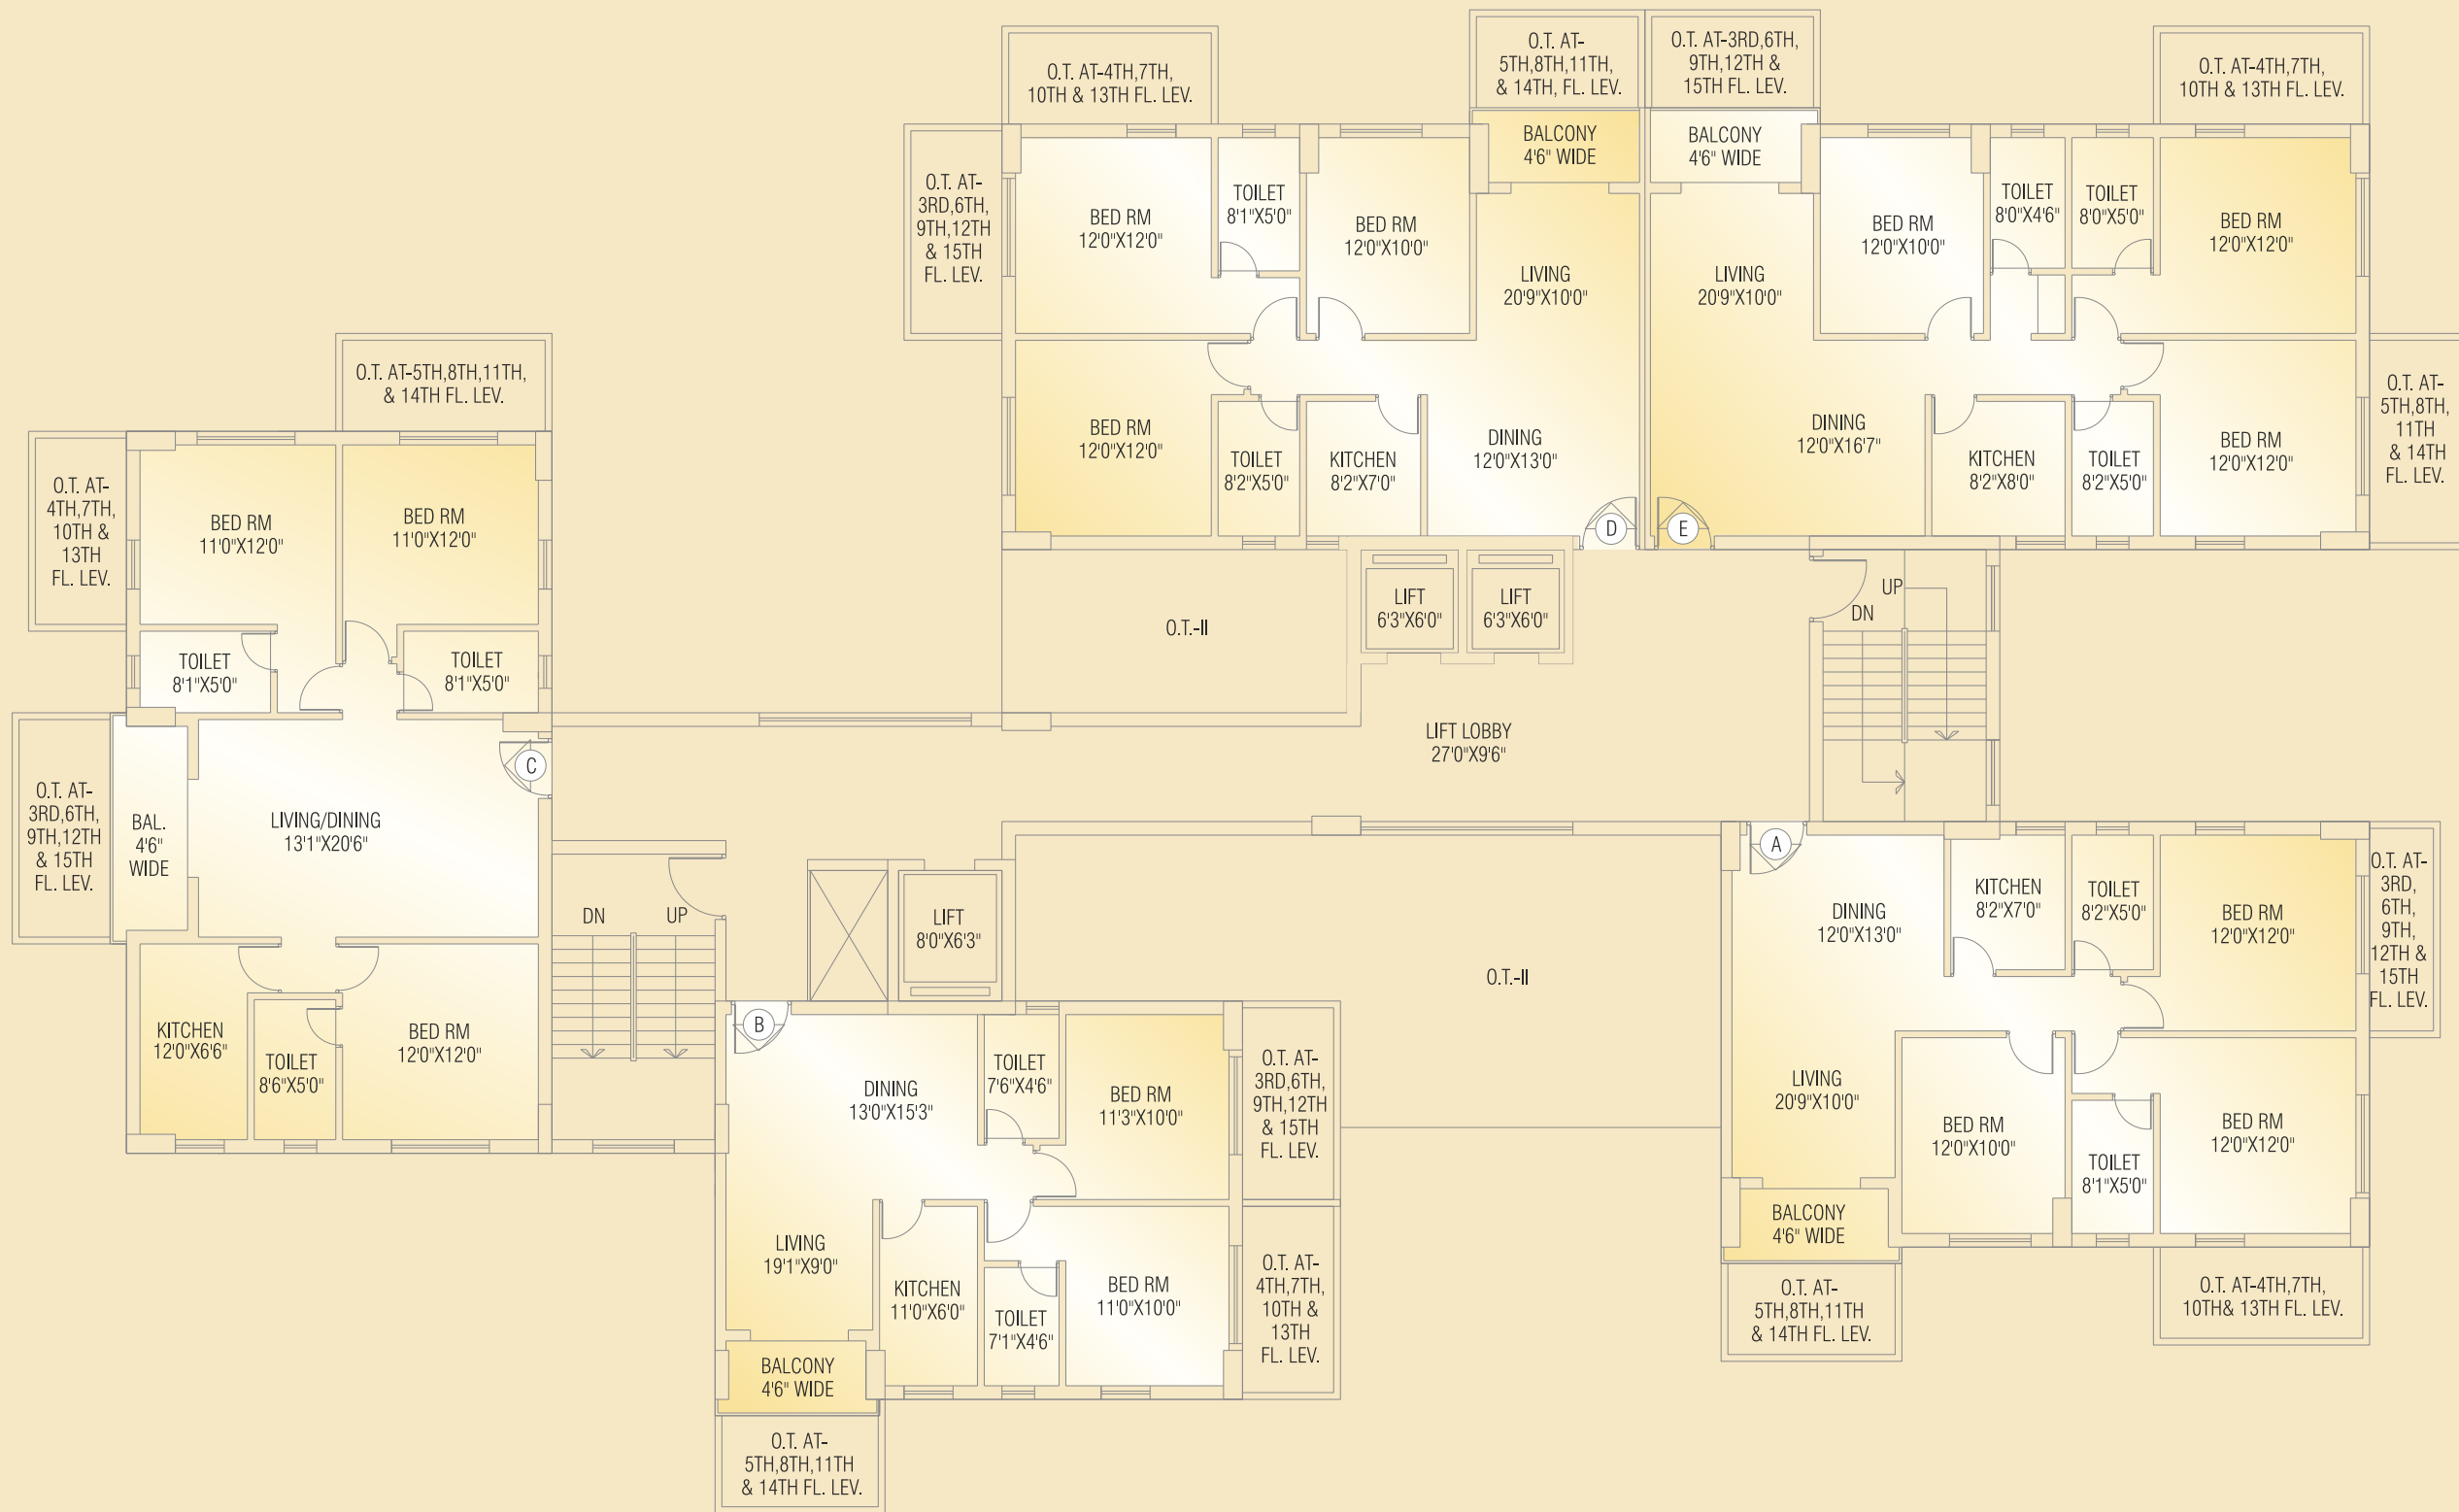 O.T. AT-4TH,7TH,
10TH & 13TH FL. LEV.
O.T. AT-
5TH,8TH,11TH,
& 14TH, FL. LEV.
O.T. AT-3RD,6TH,
9TH,12TH &
15TH FL. LEV.
O.T. AT-4TH,7TH,
10TH & 13TH FL. LEV.
O.T. AT-
3RD,6TH,
9TH,12TH
& 15TH
FL. LEV.
BED RM
12'0"X12'0"
TOILET
8'1"X5'0"
BED RM
12'0"X10'0"
BALCONY
4'6" WIDE
BALCONY
4'6" WIDE
LIVING
20'9"X10'0"
LIVING
20'9"X10'0"
BED RM
12'0"X10'0"
TOILET
8'0"X4'6"
TOILET
8'0"X5'0"
BED RM
12'0"X12'0"
BED RM
12'0"X12'0"
TOILET
8'2"X5'0"
KITCHEN
8'2"X7'0"
DINING
12'0"X13'0"
D
E
DINING
12'0"X16'7"
KITCHEN
8'2"X8'0"
TOILET
8'2"X5'0"
BED RM
12'0"X12'0"
O.T. AT-
5TH,8TH,
11TH
& 14TH
FL. LEV.
O.T. AT-5TH,8TH,11TH,
& 14TH FL. LEV.
O.T. AT-
4TH,7TH,
10TH &
13TH
FL. LEV.
BED RM
11'0"X12'0"
BED RM
11'0"X12'0"
TOILET
8'1"X5'0"
TOILET
8'1"X5'0"
O.T.-II
LIFT
6'3"X6'0"
LIFT
6'3"X6'0"
UP
DN
LIFT LOBBY
27'0"X9'6"
C
O.T. AT-
3RD,6TH,
9TH,12TH
& 15TH
FL. LEV.
BAL.
4'6"
WIDE
LIVING/DINING
13'1"X20'6"
DN
UP
LIFT
8'0"X6'3"
KITCHEN
12'0"X6'6"
TOILET
8'6"X5'0"
BED RM
12'0"X12'0"
O.T.-II
A
DINING
12'0"X13'0"
KITCHEN
8'2"X7'0"
TOILET
8'2"X5'0"
BED RM
12'0"X12'0"
O.T. AT-
3RD,
6TH,
9TH,
12TH &
15TH
FL. LEV.
B
DINING
13'0"X15'3"
TOILET
7'6"X4'6"
BED RM
11'3"X10'0"
O.T. AT-
3RD,6TH,
9TH,12TH
& 15TH
FL. LEV.
LIVING
20'9"X10'0"
BED RM
12'0"X10'0"
TOILET
8'1"X5'0"
BED RM
12'0"X12'0"
BALCONY
4'6" WIDE
LIVING
19'1"X9'0"
KITCHEN
11'0"X6'0"
TOILET
7'1"X4'6"
BED RM
11'0"X10'0"
O.T. AT-
4TH,7TH,
10TH &
13TH
FL. LEV.
BALCONY
4'6" WIDE
O.T. AT-
5TH,8TH,11TH
& 14TH FL. LEV.
O.T. AT-4TH,7TH,
10TH& 13TH FL. LEV.
O.T. AT-
5TH,8TH,11TH
& 14TH FL. LEV.